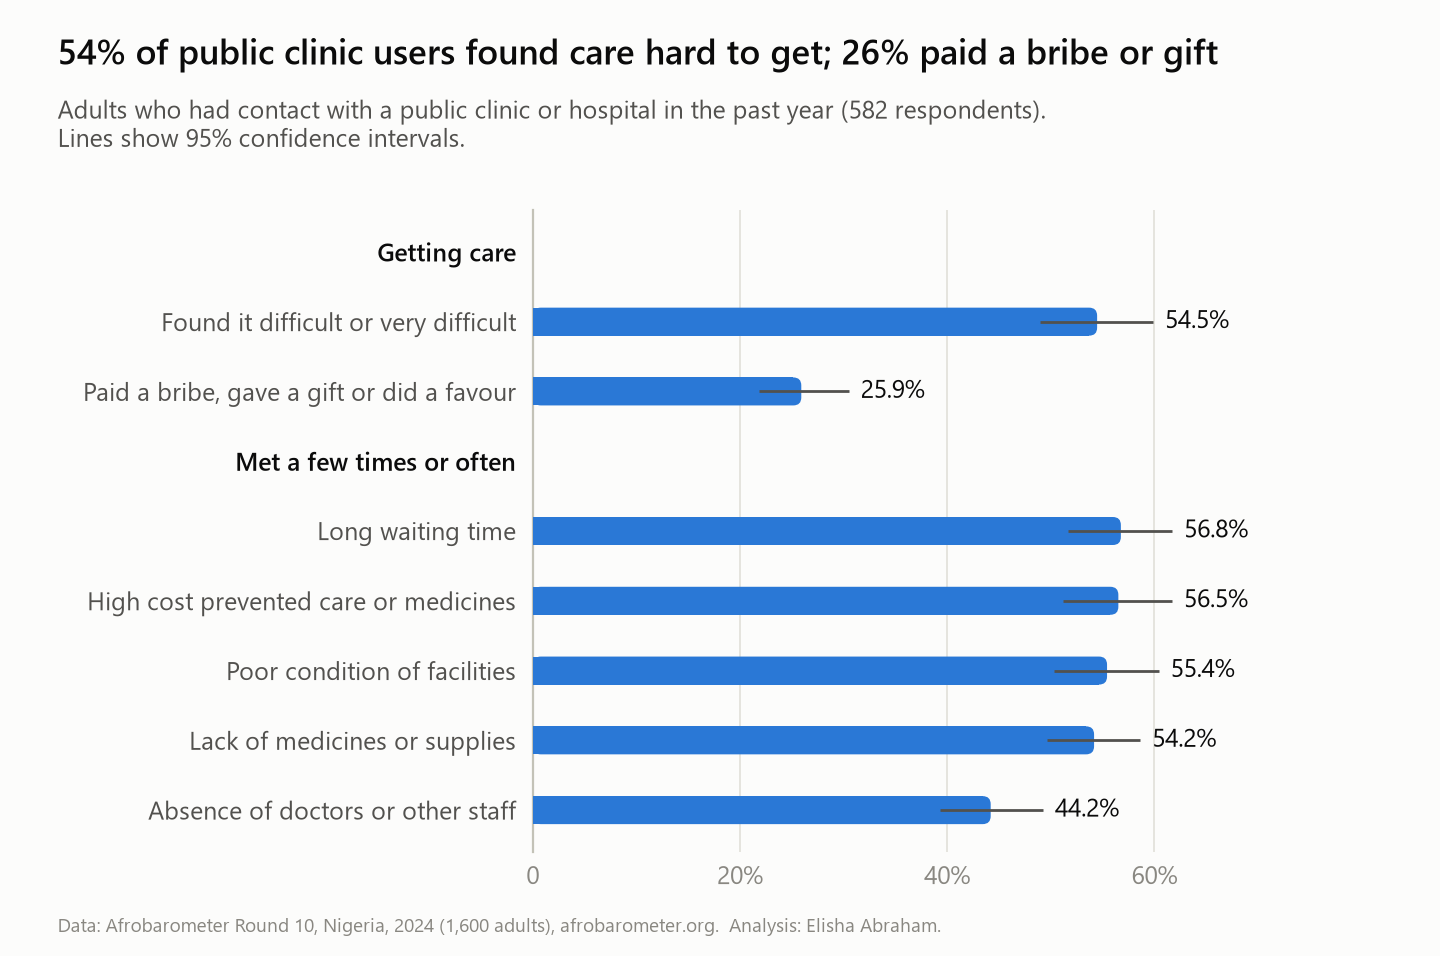 54% of public clinic users found care hard to get; 26% paid a bribe or gift
Adults who had contact with a public clinic or hospital in the past year (582 respondents).
Lines show 95% confidence intervals.
Getting care
Found it difficult or very difficult 54.5%
Paid a bribe, gave a gift or did a favour 25.9%
Met a few times or often
Long waiting time 56.8%
High cost prevented care or medicines 56.5%
Poor condition of facilities 55.4%
Lack of medicines or supplies 54.2%
Absence of doctors or other staff 44.2%
0 20% 40% 60%
Data: Afrobarometer Round 10, Nigeria, 2024 (1,600 adults), afrobarometer.org. Analysis: Elisha Abraham.